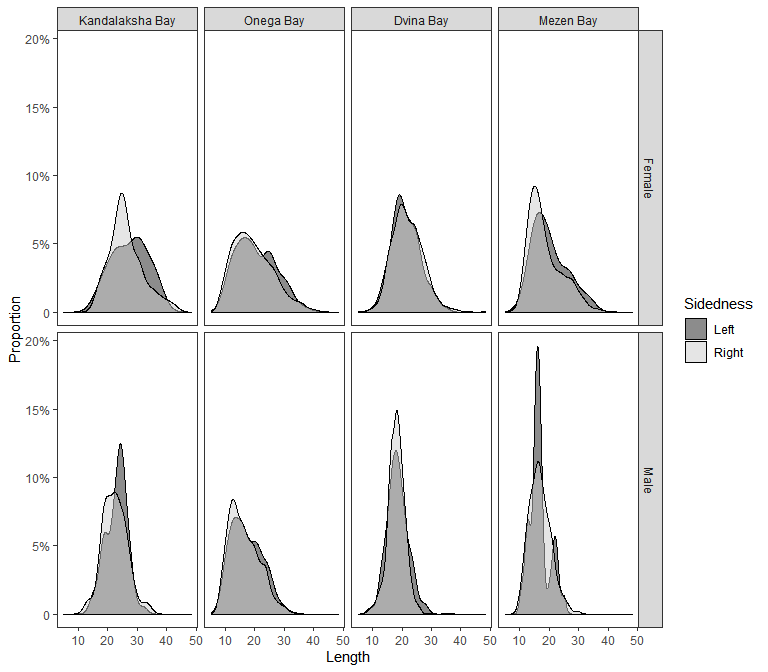 Kandalaksha Bay
Onega Bay
Dvina Bay
Mezen Bay
20%
15%
10%
5%
0
Female
20%
15%
10%
5%
0
Male
Proportion
10 20 30 40 50
10 20 30 40 50
10 20 30 40 50
10 20 30 40 50
Length
Sidedness
Left
Right